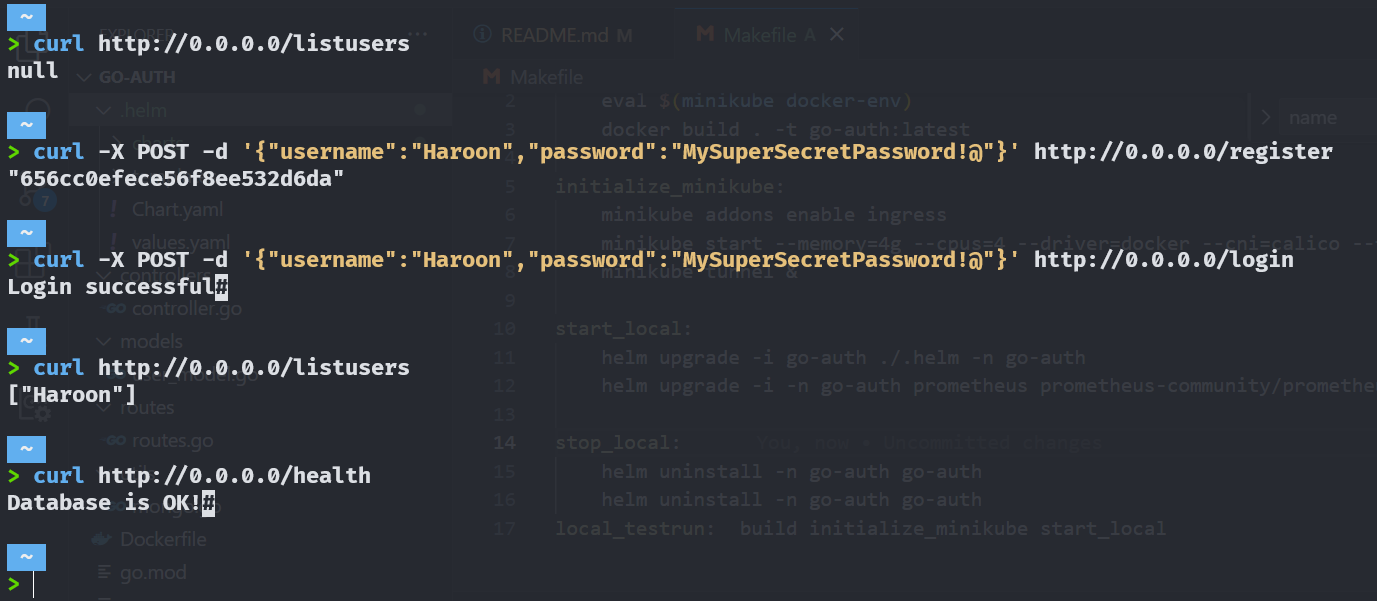 ~
> curl http://0.0.0.0/listusers
null
~
> curl -X POST -d '{"username":"Haroon","password":"MySuperSecretPassword!@"}' http://0.0.0.0/register
"656cc0efece56f8ee532d6da"
~
> curl -X POST -d '{"username":"Haroon","password":"MySuperSecretPassword!@"}' http://0.0.0.0/login
Login successful#
~
> curl http://0.0.0.0/listusers
["Haroon"]
~
> curl http://0.0.0.0/health
Database is OK!#
~
>
EXPLORER
GO-AUTH
.helm
Chart.yaml
values.yaml
controllers
controller.go
models
user_model.go
routes
routes.go
Dockerfile
go.mod
7
README.md M
Makefile A
Makefile
name
2 eval $(minikube docker-env)
3 docker build . -t go-auth:latest
5 initialize_minikube:
6 minikube addons enable ingress
7 minikube start --memory=4g --cpus=4 --driver=docker --cni=calico
8 minikube tunnel &
9
10 start_local:
11 helm upgrade -i go-auth ./.helm -n go-auth
12 helm upgrade -i -n go-auth prometheus prometheus-community/promethe
13
14 stop_local: You, now • Uncommitted changes
15 helm uninstall -n go-auth go-auth
16 helm uninstall -n go-auth go-auth
17 local_testrun: build initialize_minikube start_local